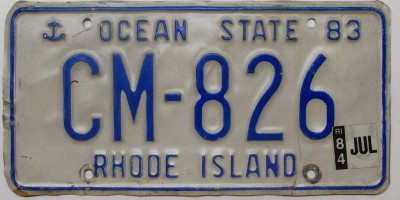 OCEAN STATE 83
CM-826
RI 84 JUL
RHODE ISLAND